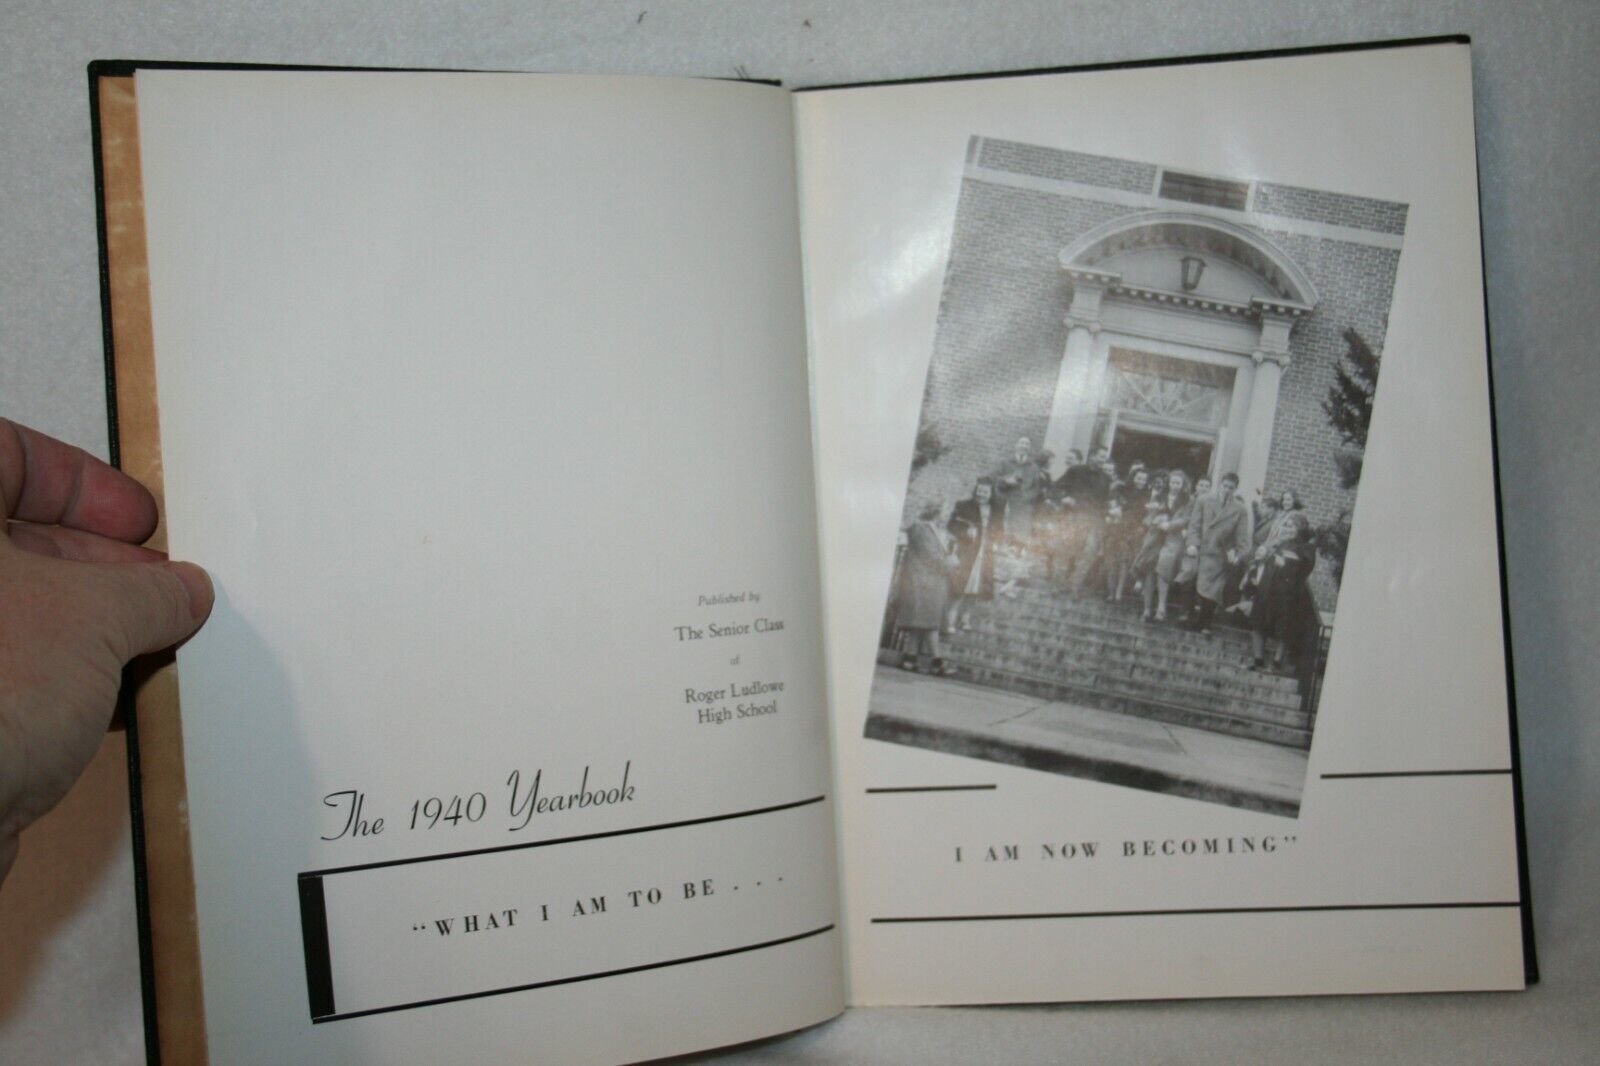 Published by
The Senior Class
of
Roger Ludlowe
High School
The 1940 Yearbook
"WHAT I AM TO BE . . .
I AM NOW BECOMING"